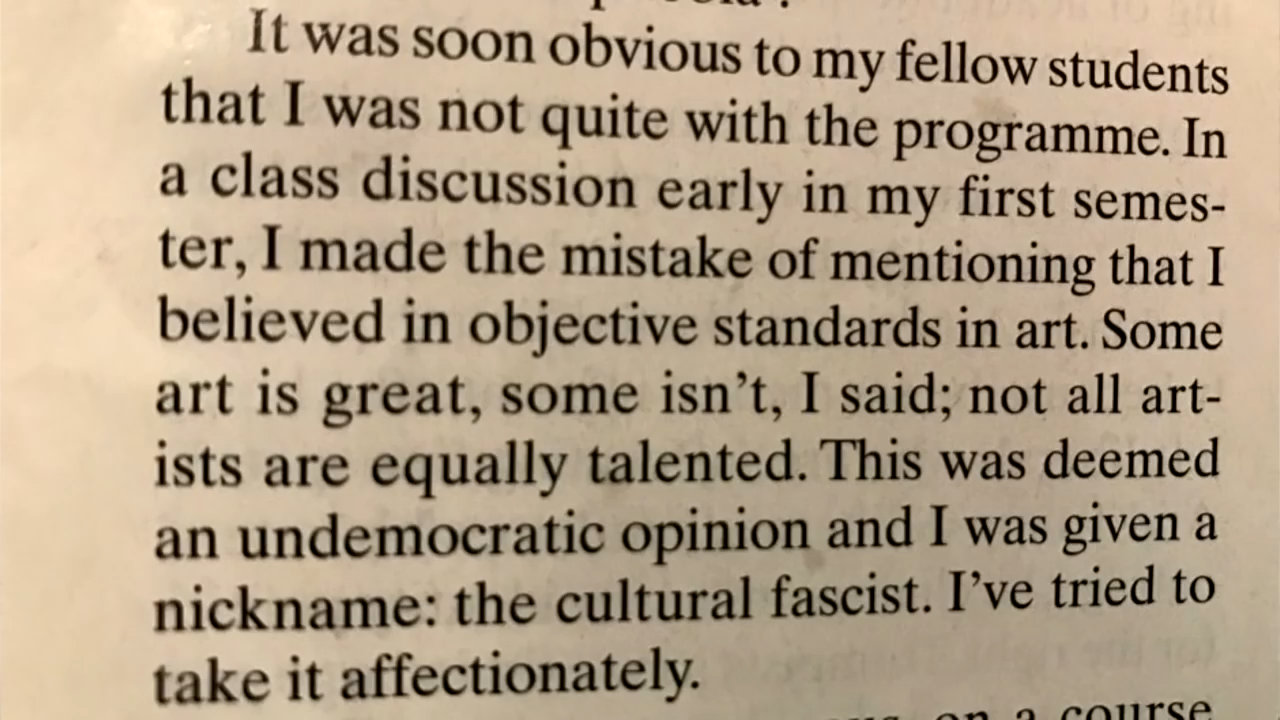 It was soon obvious to my fellow students
that I was not quite with the programme. In
a class discussion early in my first semes-
ter, I made the mistake of mentioning that I
believed in objective standards in art. Some
art is great, some isn’t, I said; not all art-
ists are equally talented. This was deemed
an undemocratic opinion and I was given a
nickname: the cultural fascist. I’ve tried to
take it affectionately.
on a course